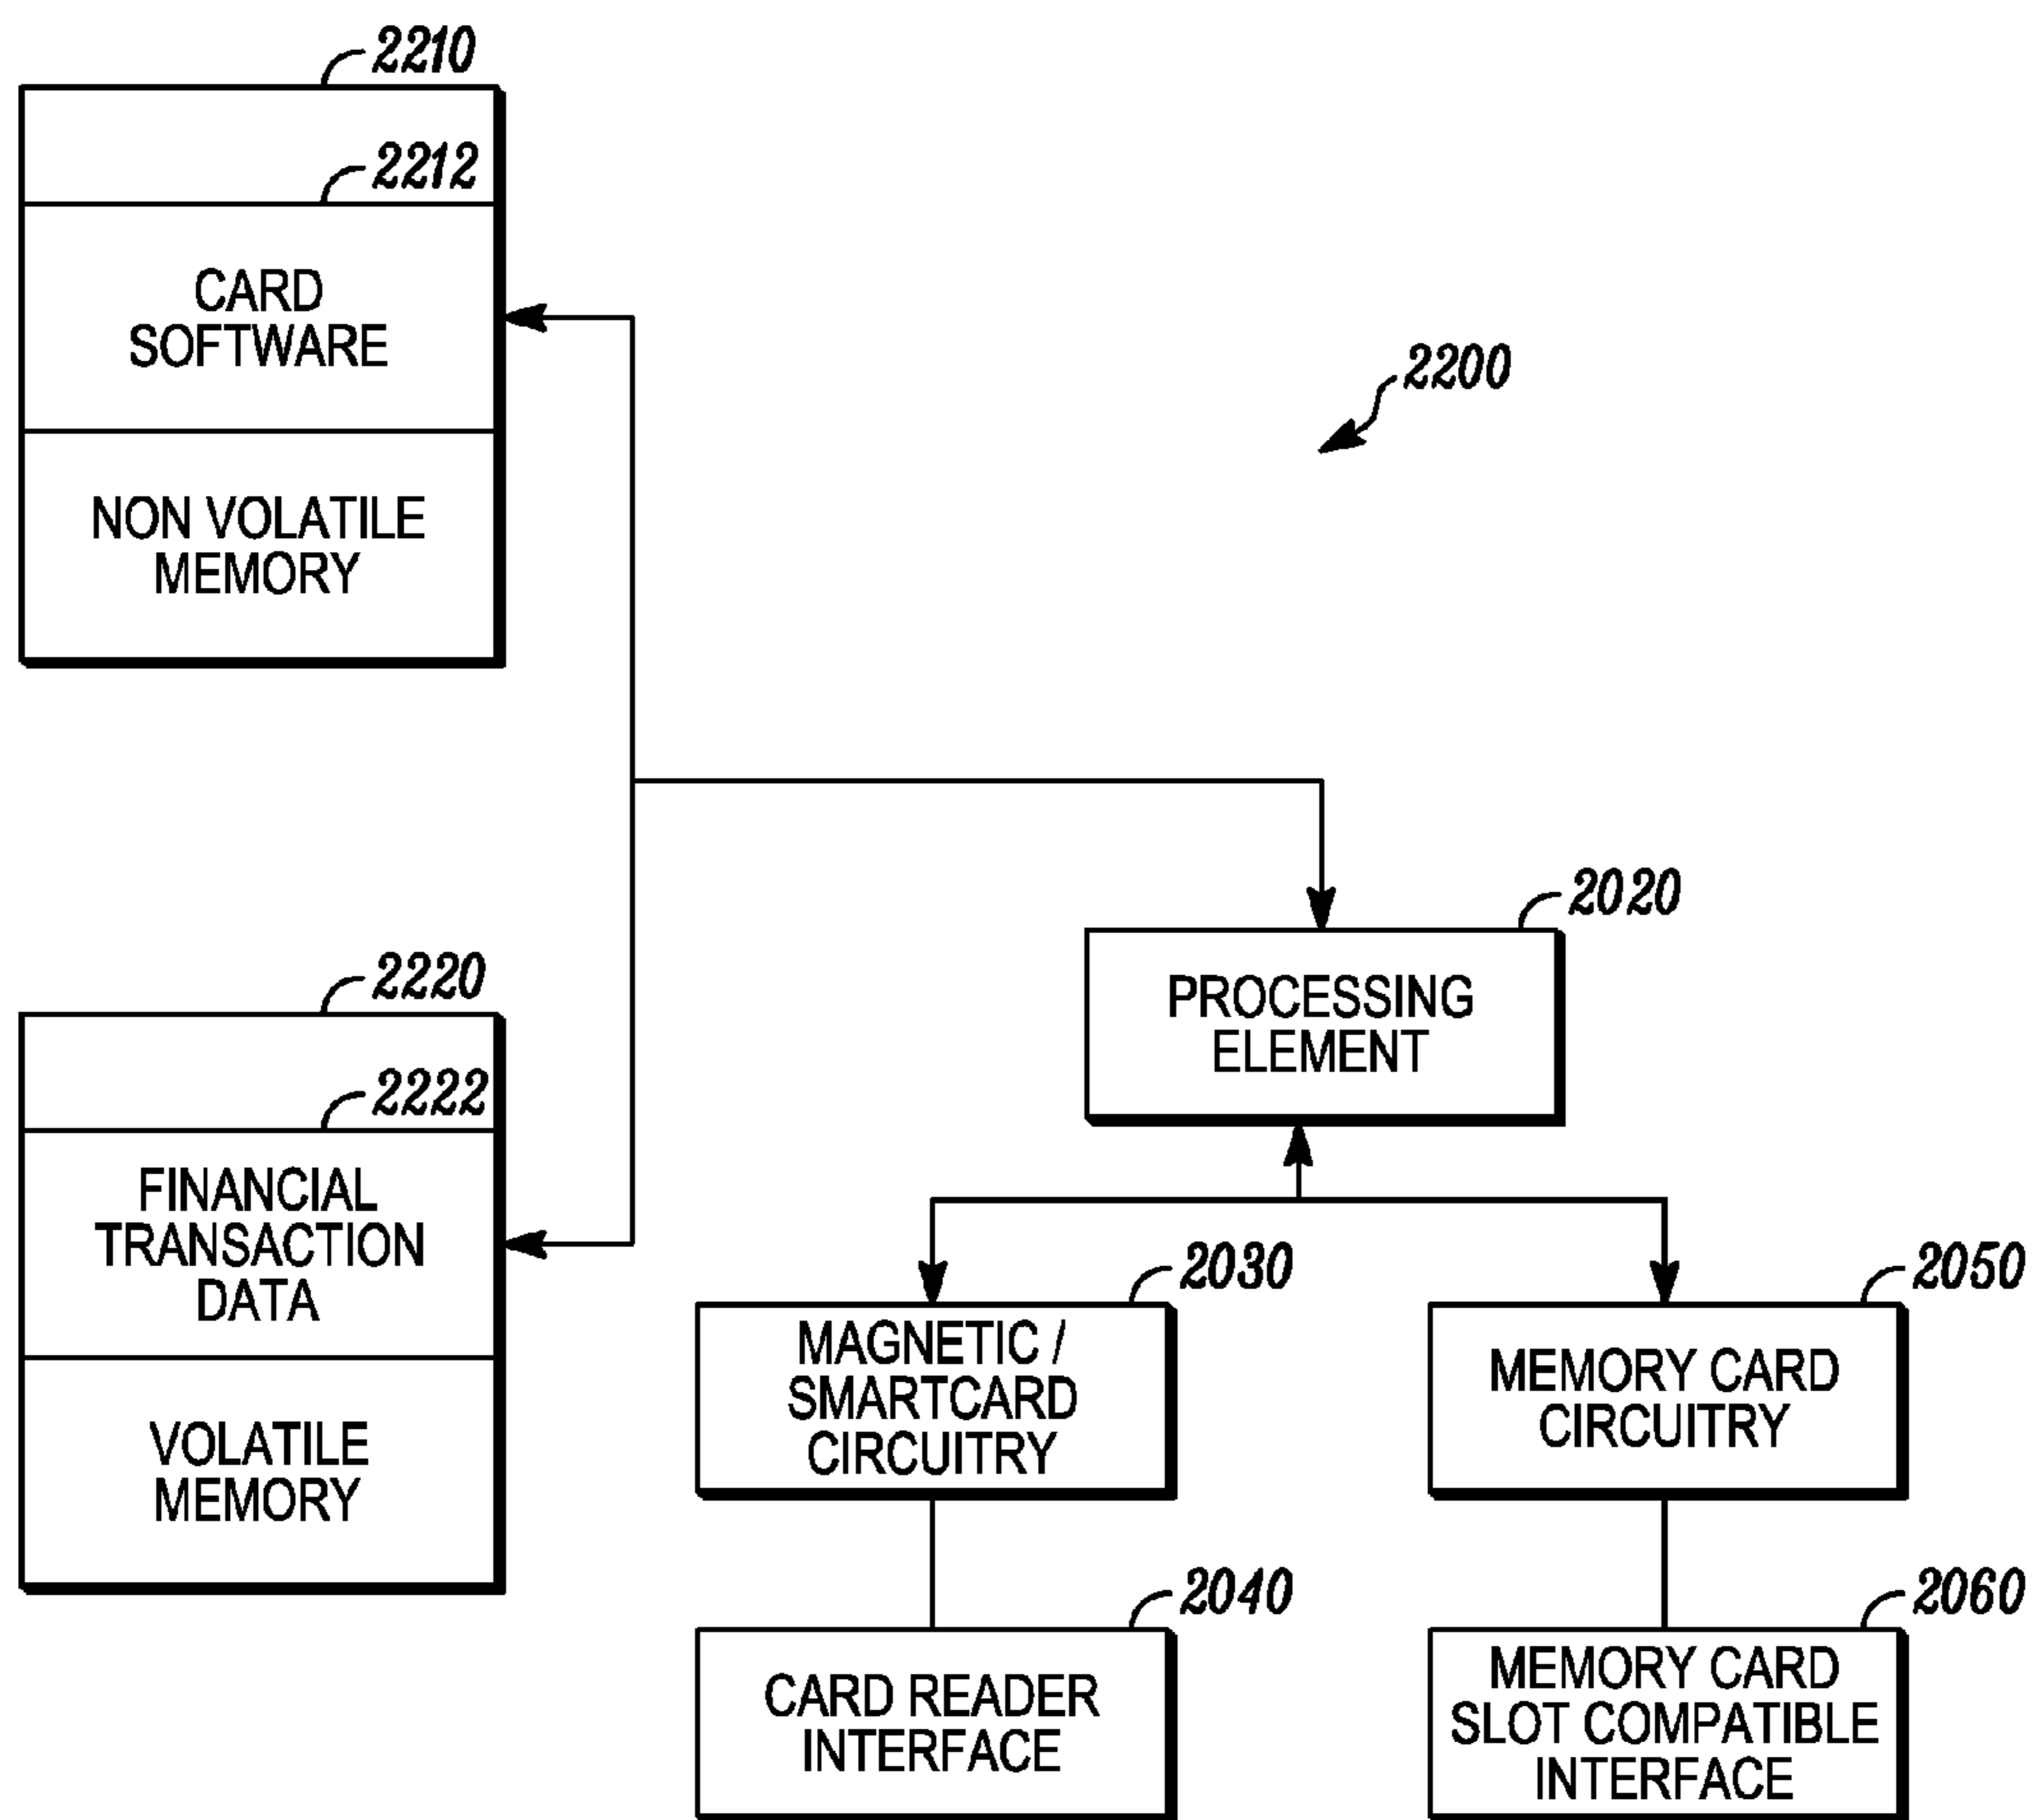 2210
2212
CARD
SOFTWARE
NON VOLATILE
MEMORY
2200
2020
PROCESSING
ELEMENT
2220
2222
FINANCIAL
TRANSACTION
DATA
VOLATILE
MEMORY
2030
MAGNETIC /
SMARTCARD
CIRCUITRY
2050
MEMORY CARD
CIRCUITRY
2040
CARD READER
INTERFACE
2060
MEMORY CARD
SLOT COMPATIBLE
INTERFACE